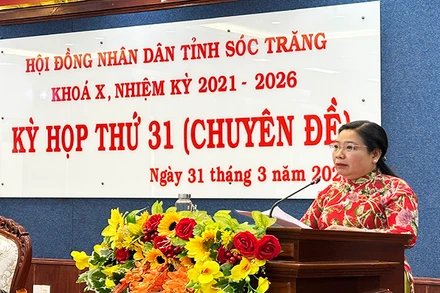 HỘI ĐỒNG NHÂN DÂN TỈNH SÓC TRĂNG
KHOÁ X, NHIỆM KỲ 2021 - 2026
KỲ HỌP THỨ 31 (CHUYÊN ĐỀ)
Ngày 31 tháng 3 năm